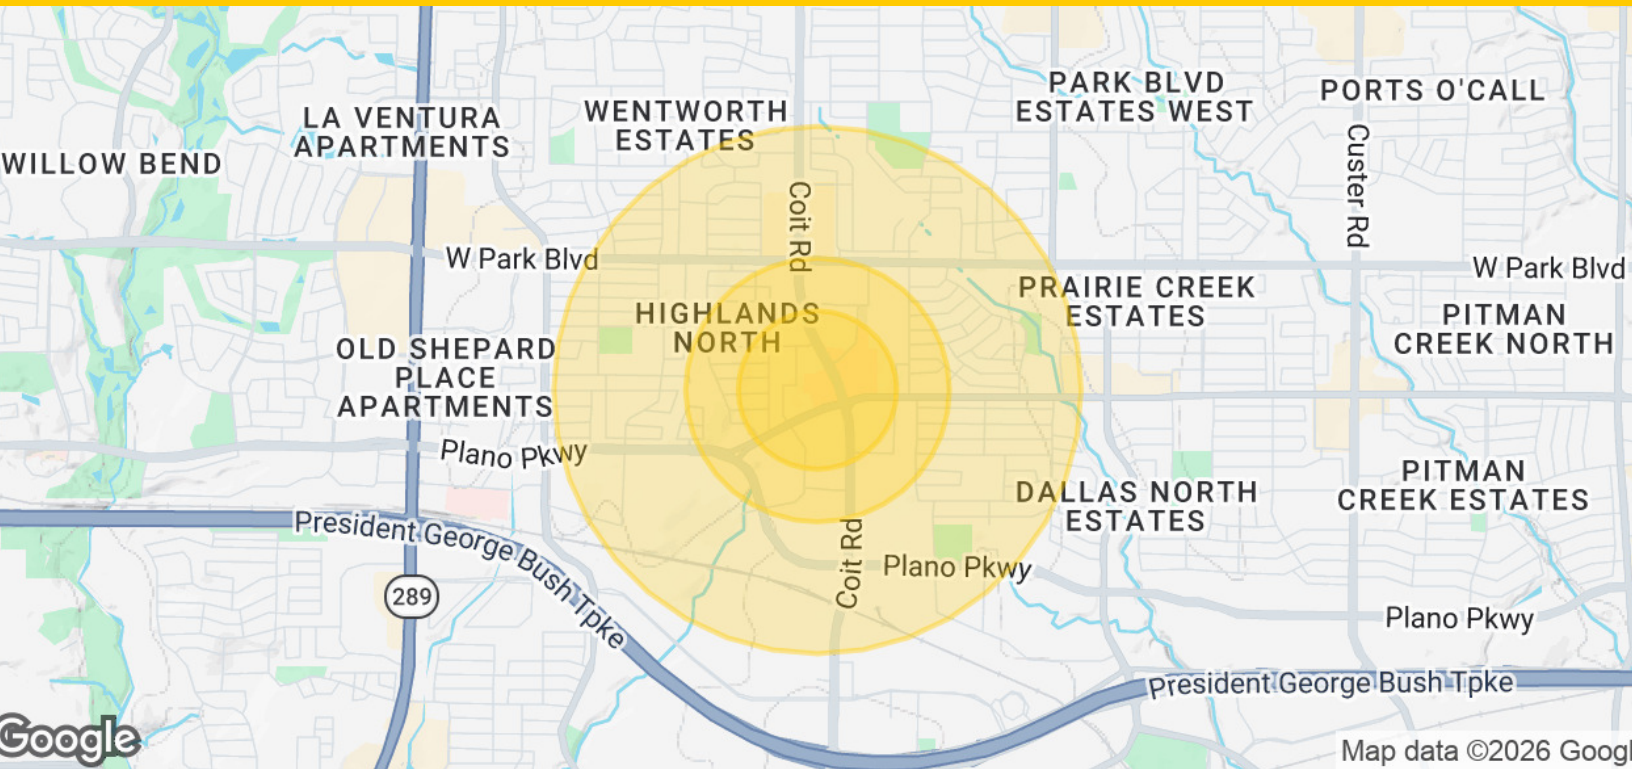 PARK BLVD
ESTATES WEST
PORTS O'CALL
WENTWORTH
ESTATES
LA VENTURA
APARTMENTS
WILLOW BEND
Custer Rd
Coit Rd
W Park Blvd
W Park Blvd
PRAIRIE CREEK
ESTATES
HIGHLANDS
NORTH
PITMAN
CREEK NORTH
OLD SHEPARD
PLACE
APARTMENTS
Plano Pkwy
PITMAN
CREEK ESTATES
DALLAS NORTH
ESTATES
President George Bush Tpke
Coit Rd
Plano Pkwy
289
Plano Pkwy
President George Bush Tpke
Google
Map data ©2026 Googl